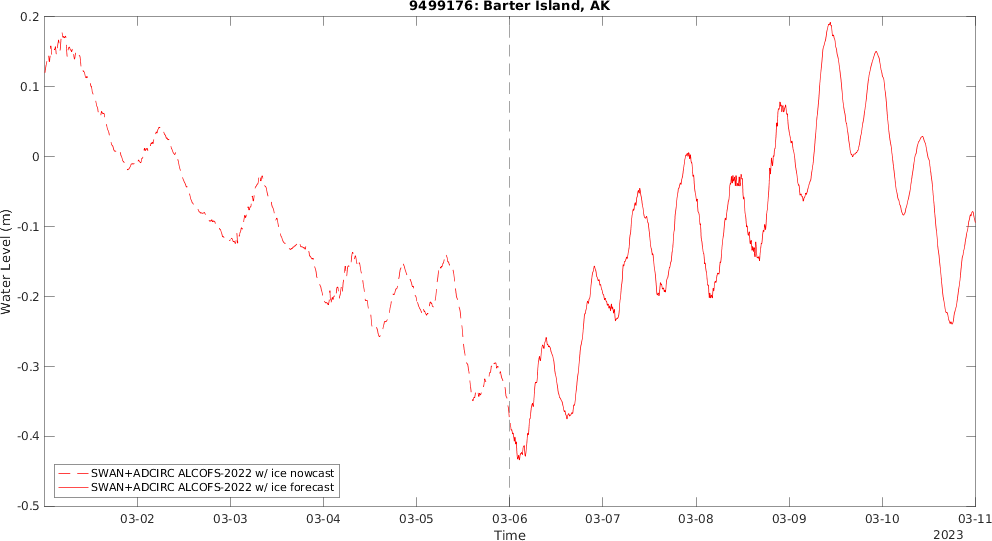 9499176: Barter Island, AK
Water Level (m)
0.2
0.1
0
-0.1
-0.2
-0.3
-0.4
-0.5
SWAN+ADCIRC ALCOFS-2022 w/ ice nowcast
SWAN+ADCIRC ALCOFS-2022 w/ ice forecast
03-02 03-03 03-04 03-05 03-06 03-07 03-08 03-09 03-10 03-11
Time
2023